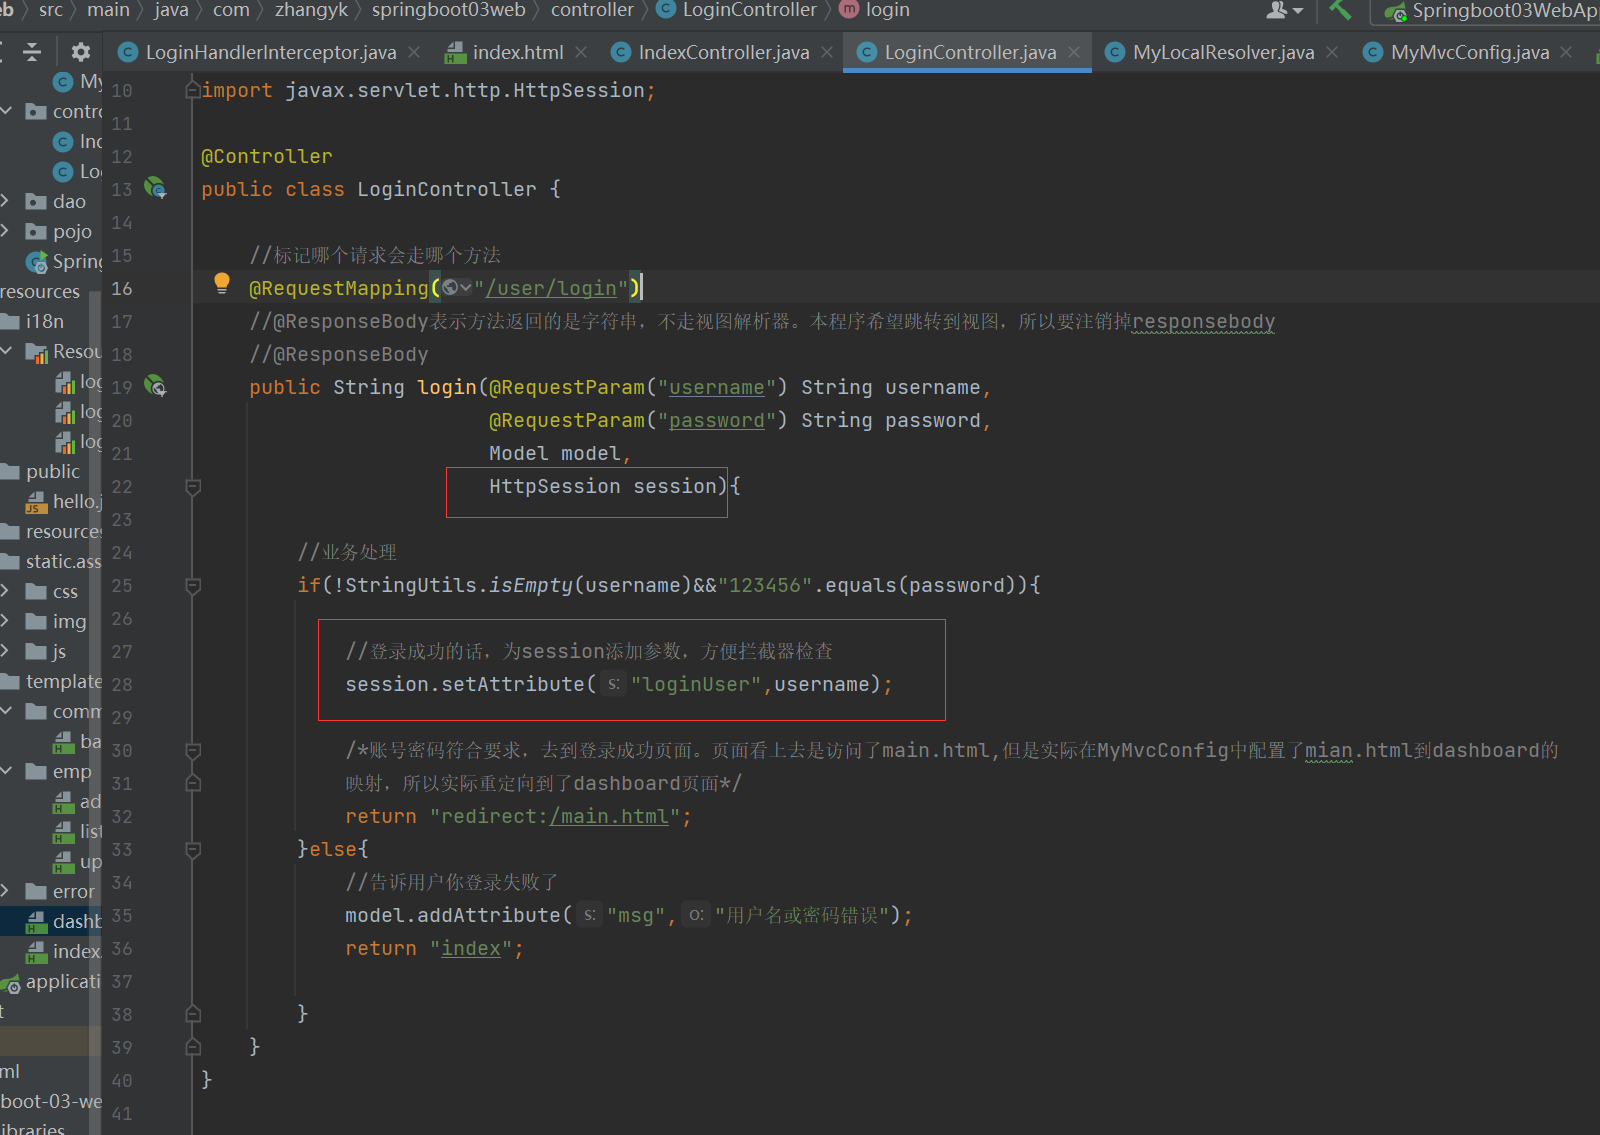 eb › src › main › java › com › zhangyk › springboot03web › controller › LoginController › login
Springboot03WebApp
LoginHandlerInterceptor.java index.html IndexController.java LoginController.java MyLocalResolver.java MyMvcConfig.java
My
contro
Ind
Log
dao
pojo
Spring
resources
i18n
Resou
log
log
log
public
hello.j
resources
static.ass
css
img
js
template
comm
ba
emp
ad
list
up
error
dashb
index.
applicati
t
ml
boot-03-we
ibraries
10 import javax.servlet.http.HttpSession;
11
12 @Controller
13 public class LoginController {
14
15 //标记哪个请求会走哪个方法
16 @RequestMapping("/user/login")
17 //@ResponseBody表示方法返回的是字符串，不走视图解析器。本程序希望跳转到视图，所以要注销掉responsebody
18 //@ResponseBody
19 public String login(@RequestParam("username") String username,
20 @RequestParam("password") String password,
21 Model model,
22 HttpSession session){
23
24 //业务处理
25 if(!StringUtils.isEmpty(username)&&"123456".equals(password)){
26
27 //登录成功的话，为session添加参数，方便拦截器检查
28 session.setAttribute( s: "loginUser",username);
29
30 /*账号密码符合要求，去到登录成功页面。页面看上去是访问了main.html,但是实际在MyMvcConfig中配置了mian.html到dashboard的
31 映射，所以实际重定向到了dashboard页面*/
32 return "redirect:/main.html";
33 }else{
34 //告诉用户你登录失败了
35 model.addAttribute( s: "msg", o: "用户名或密码错误");
36 return "index";
37
38 }
39 }
40 }
41